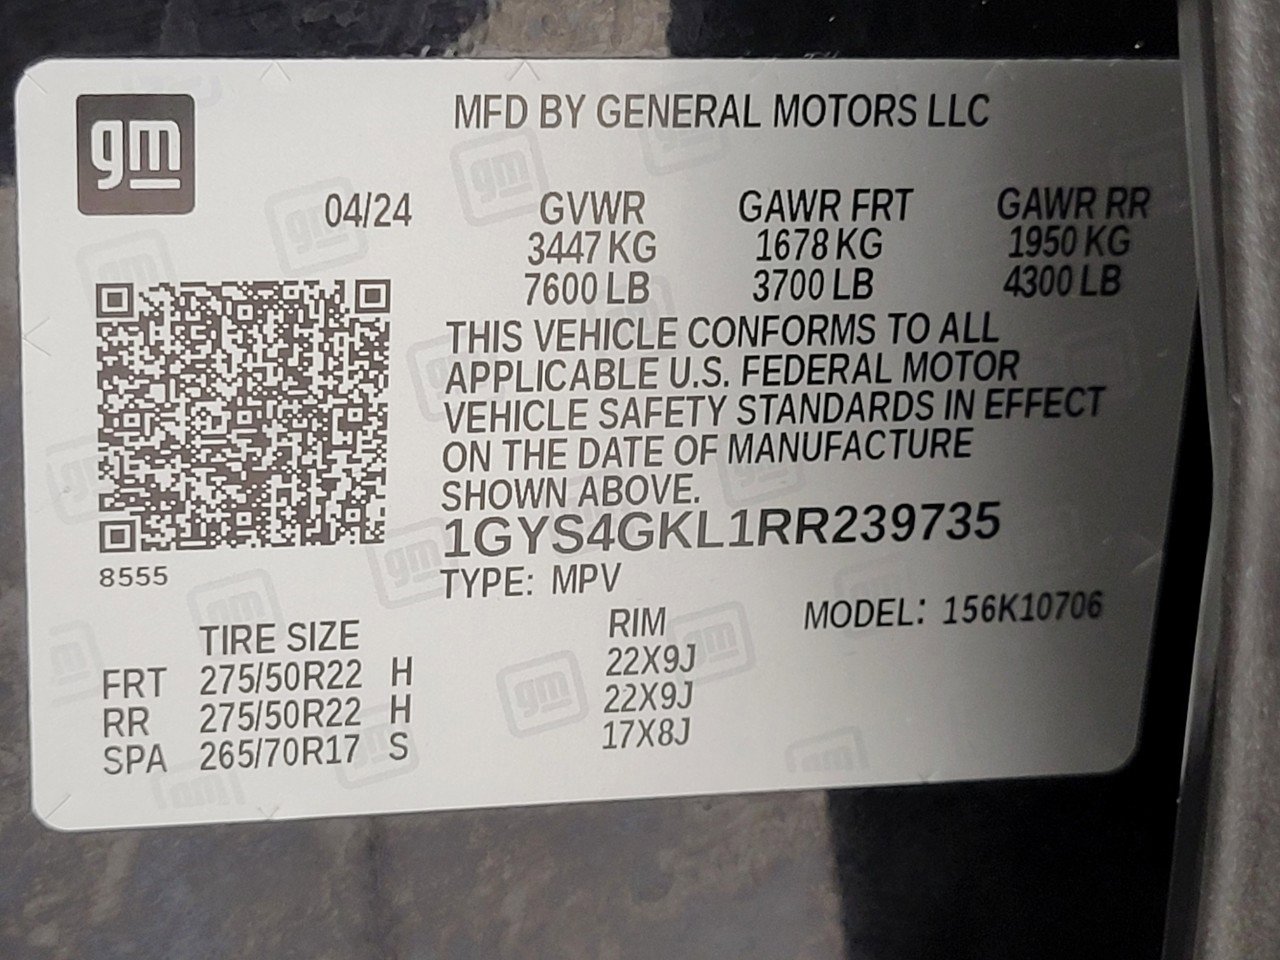 gm
MFD BY GENERAL MOTORS LLC
04/24 GVWR GAWR FRT GAWR RR
3447 KG 1678 KG 1950 KG
7600 LB 3700 LB 4300 LB
THIS VEHICLE CONFORMS TO ALL
APPLICABLE U.S. FEDERAL MOTOR
VEHICLE SAFETY STANDARDS IN EFFECT
ON THE DATE OF MANUFACTURE
SHOWN ABOVE.
1GYS4GKL1RR239735
8555
TYPE: MPV
MODEL: 156K10706
TIRE SIZE RIM
FRT 275/50R22 H 22X9J
RR 275/50R22 H 22X9J
SPA 265/70R17 S 17X8J